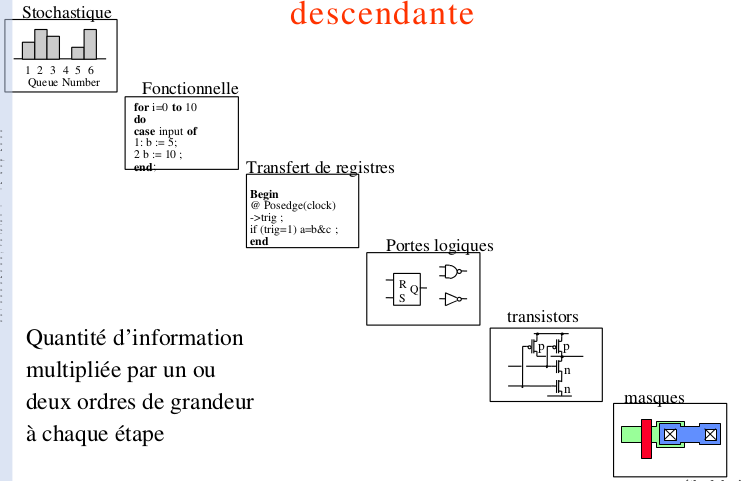 descendante
Stochastique
1 2 3 4 5 6
Queue Number
Fonctionnelle
for i=0 to 10
do
case input of
1: b := 5;
2 b := 10 ;
end;
Transfert de registres
Begin
@ Posedge(clock)
->trig ;
if (trig=1) a=b&c ;
end
Portes logiques
R Q
S
transistors
p p
n
n
masques
Quantité d’information
multipliée par un ou
deux ordres de grandeur
à chaque étape